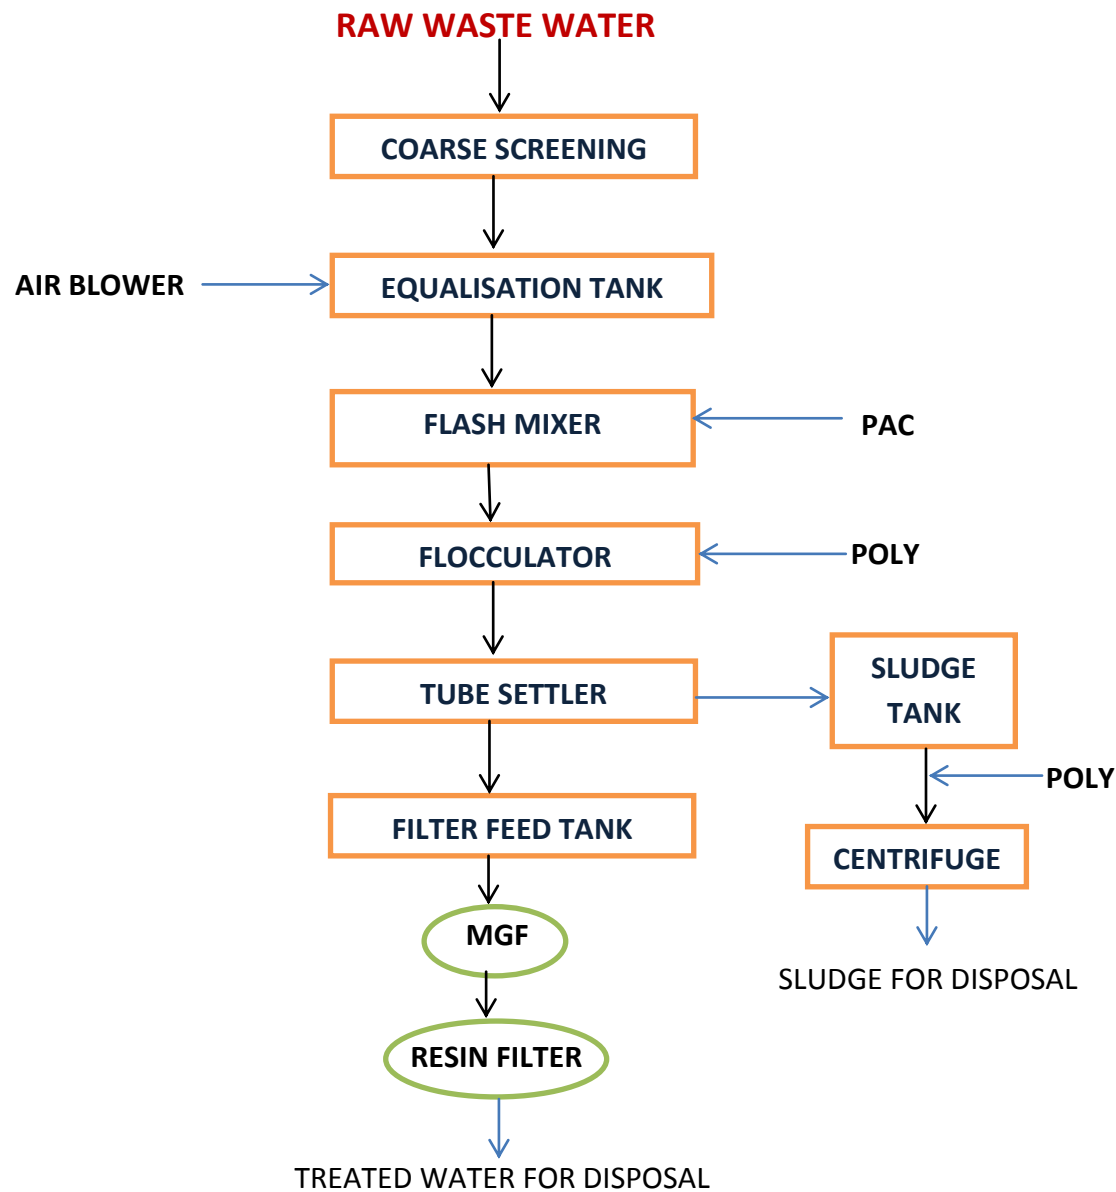 RAW WASTE WATER
COARSE SCREENING
AIR BLOWER
EQUALISATION TANK
FLASH MIXER
PAC
FLOCCULATOR
POLY
TUBE SETTLER
SLUDGE
TANK
POLY
FILTER FEED TANK
CENTRIFUGE
MGF
SLUDGE FOR DISPOSAL
RESIN FILTER
TREATED WATER FOR DISPOSAL